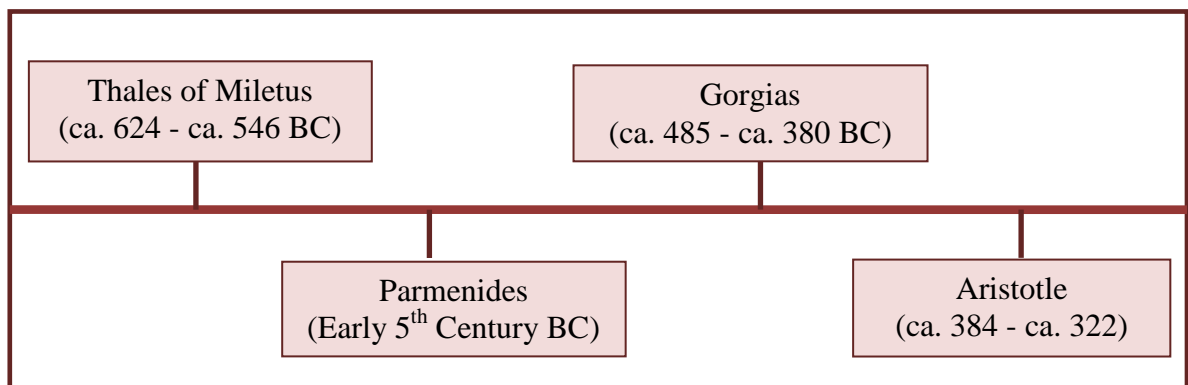 Thales of Miletus
(ca. 624 - ca. 546 BC)
Gorgias
(ca. 485 - ca. 380 BC)
Parmenides
(Early 5th Century BC)
Aristotle
(ca. 384 - ca. 322)